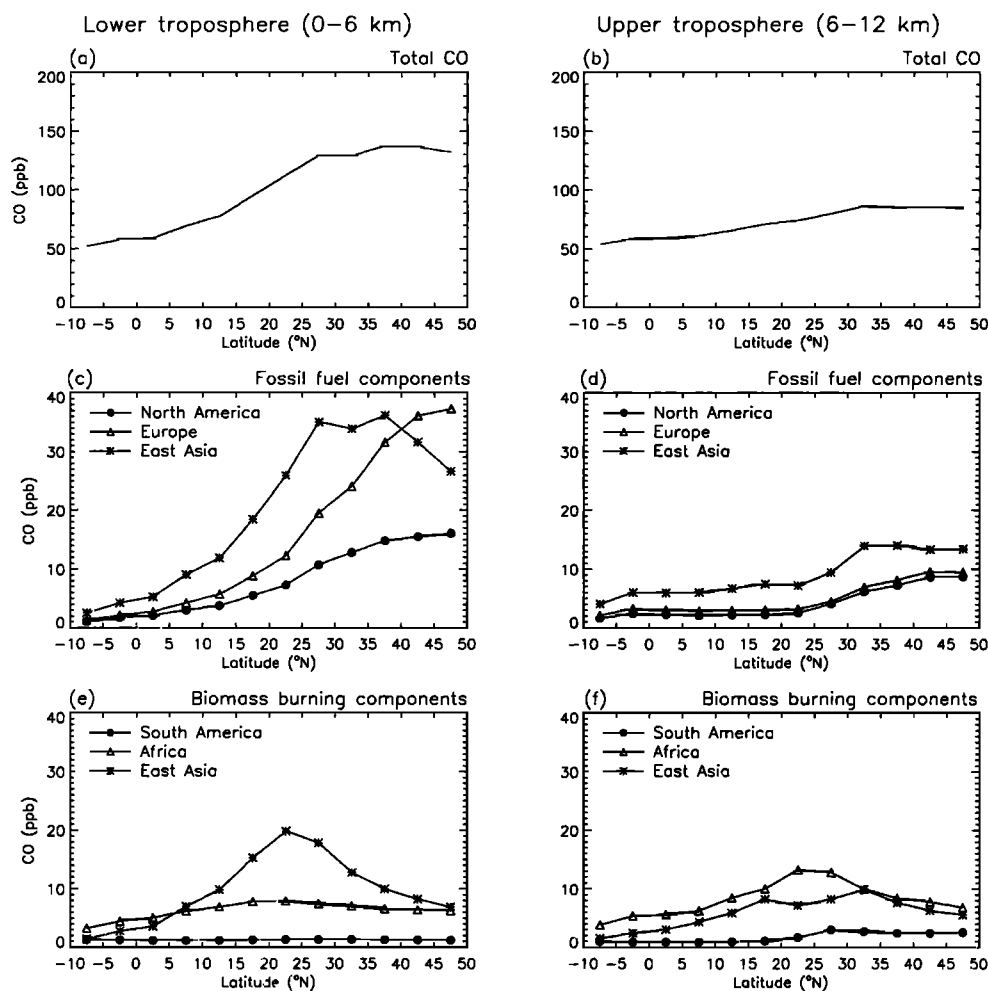 Lower troposphere (0−6 km)
Upper troposphere (6−12 km)
(a)
Total CO
200
150
100
50
0
CO (ppb)
−10 −5 0 5 10 15 20 25 30 35 40 45 50
Latitude (°N)
(b)
Total CO
200
150
100
50
0
−10 −5 0 5 10 15 20 25 30 35 40 45 50
Latitude (°N)
(c)
Fossil fuel components
40
30
20
10
0
CO (ppb)
North America
Europe
East Asia
−10 −5 0 5 10 15 20 25 30 35 40 45 50
Latitude (°N)
(d)
Fossil fuel components
40
30
20
10
0
North America
Europe
East Asia
−10 −5 0 5 10 15 20 25 30 35 40 45 50
Latitude (°N)
(e)
Biomass burning components
40
30
20
10
0
CO (ppb)
South America
Africa
East Asia
−10 −5 0 5 10 15 20 25 30 35 40 45 50
Latitude (°N)
(f)
Biomass burning components
40
30
20
10
0
South America
Africa
East Asia
−10 −5 0 5 10 15 20 25 30 35 40 45 50
Latitude (°N)